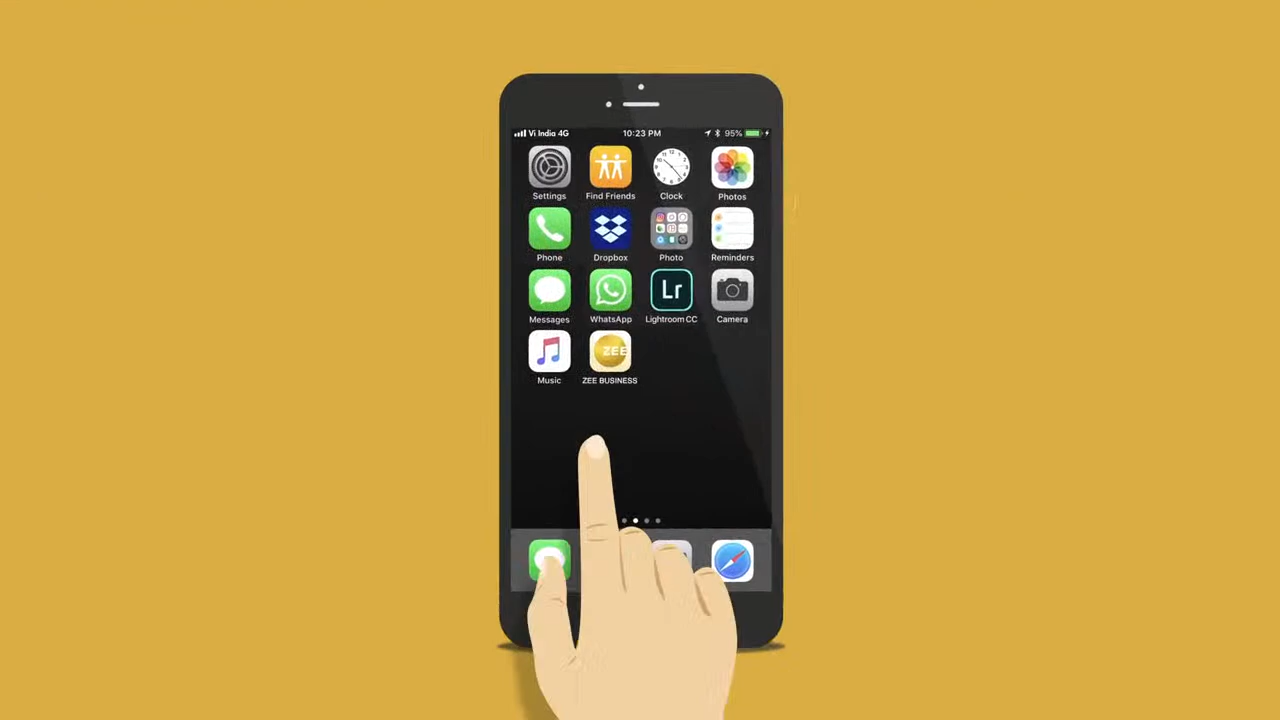 Vi India 4G 10:23 PM 95%
Settings Find Friends Clock Photos
Phone Dropbox Photo Reminders
Lr
Messages WhatsApp Lightroom CC Camera
ZEE
Music ZEE BUSINESS